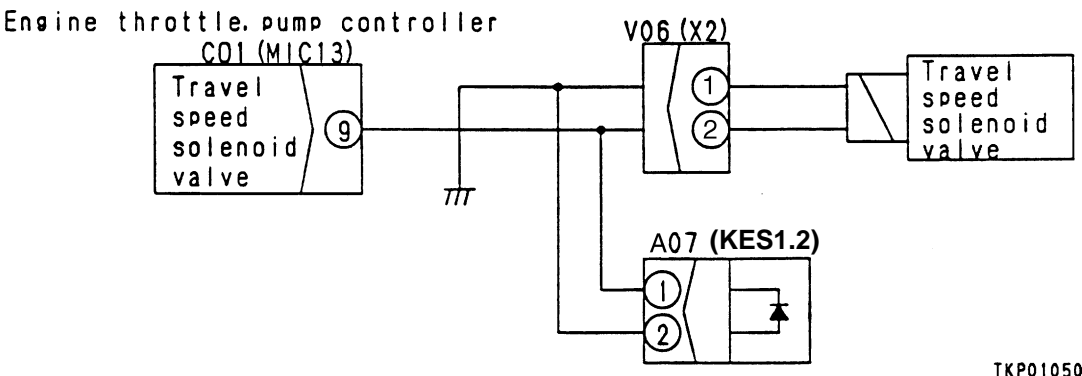 Engine throttle. pump controller
C01 (MIC13)
V06 (X2)
Travel
speed
solenoid
valve
9
1
2
Travel
speed
solenoid
valve
A07 (KES1.2)
1
2
TKP01050